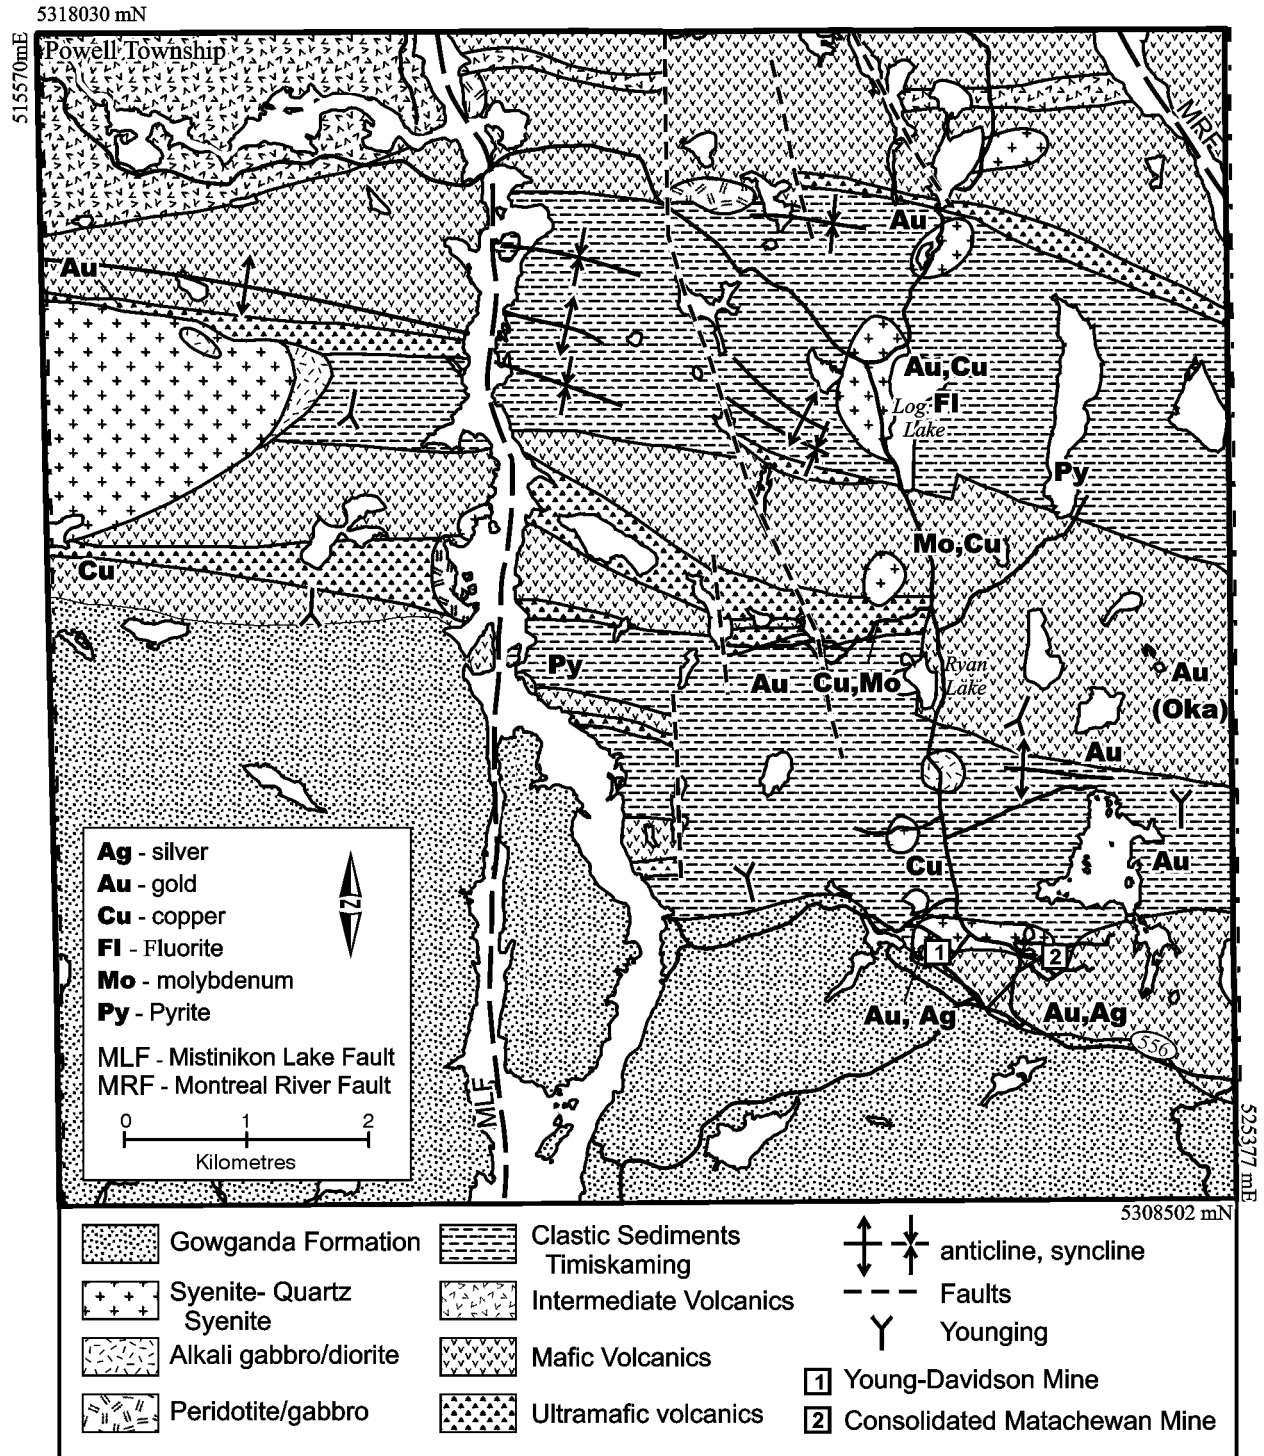 5318030 mN
515570mE
Powell Township
MRF
Au
Au
Au,Cu
Fl
Log
Lake
Py
Mo,Cu
Cu
Py
Au
Cu,Mo
Ryan
Lake
Au
(Oka)
Au
Au
Cu
1
2
Au, Ag
Au,Ag
556
MLF
Ag - silver
Au - gold
Cu - copper
Fl - Fluorite
Mo - molybdenum
Py - Pyrite
N
MLF - Mistinikon Lake Fault
MRF - Montreal River Fault
0 1 2
Kilometres
525377 mE
5308502 mN
Gowganda Formation
Syenite- Quartz
Syenite
Alkali gabbro/diorite
Peridotite/gabbro
Clastic Sediments
Timiskaming
Intermediate Volcanics
Mafic Volcanics
Ultramafic volcanics
anticline, syncline
Faults
Younging
1 Young-Davidson Mine
2 Consolidated Matachewan Mine